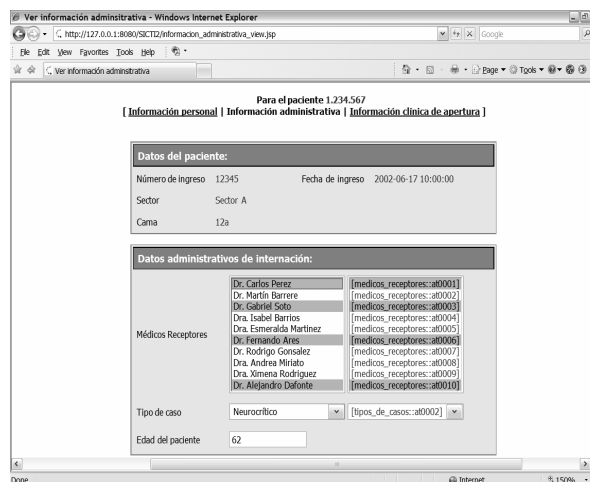 Ver información adminsitrativa - Windows Internet Explorer
http://127.0.0.1:8080/SICTI2/informacion_administrativa_view.jsp
Google
File Edit View Favorites Tools Help
Ver información adminsitrativa
Page Tools
Para el paciente 1.234.567
[ Información personal | Información administrativa | Información clínica de apertura ]
Datos del paciente:
Número de ingreso 12345 Fecha de ingreso 2002-06-17 10:00:00
Sector Sector A
Cama 12a
Datos administrativos de internación:
Médicos Receptores
Dr. Carlos Perez [medicos_receptores::at0001]
Dr. Martín Barrere [medicos_receptores::at0002]
Dr. Gabriel Soto [medicos_receptores::at0003]
Dra. Isabel Barrios [medicos_receptores::at0004]
Dra. Esmeralda Martinez [medicos_receptores::at0005]
Dr. Fernando Ares [medicos_receptores::at0006]
Dr. Rodrigo Gonsalez [medicos_receptores::at0007]
Dra. Andrea Miriato [medicos_receptores::at0008]
Dra. Ximena Rodriguez [medicos_receptores::at0009]
Dr. Alejandro Dafonte [medicos_receptores::at0010]
Tipo de caso Neurocrítico [tipos_de_casos::at0002]
Edad del paciente 62
Done Internet 150%